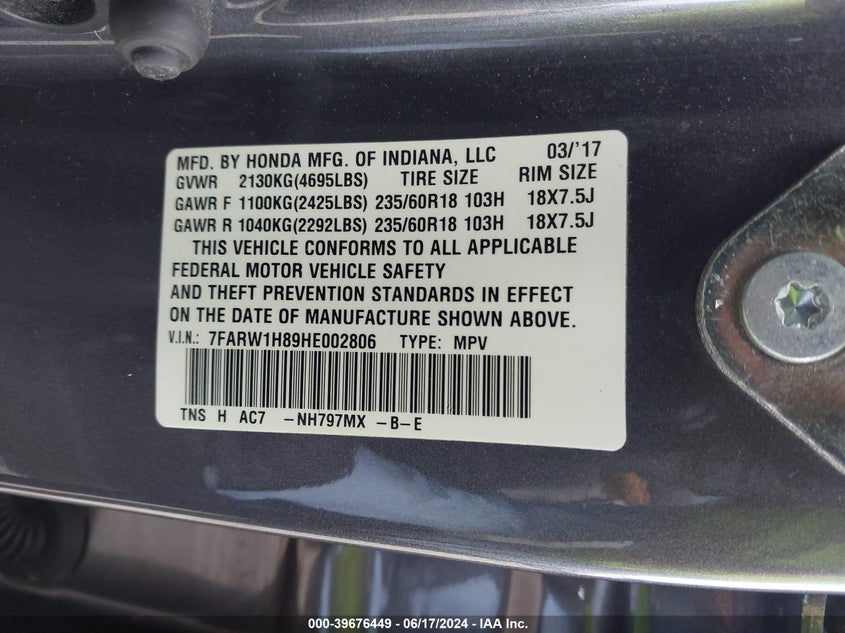 MFD. BY HONDA MFG. OF INDIANA, LLC 03/'17
GVWR 2130KG(4695LBS) TIRE SIZE RIM SIZE
GAWR F 1100KG(2425LBS) 235/60R18 103H 18X7.5J
GAWR R 1040KG(2292LBS) 235/60R18 103H 18X7.5J
THIS VEHICLE CONFORMS TO ALL APPLICABLE
FEDERAL MOTOR VEHICLE SAFETY
AND THEFT PREVENTION STANDARDS IN EFFECT
ON THE DATE OF MANUFACTURE SHOWN ABOVE.
V.I.N.: 7FARW1H89HE002806 TYPE: MPV
TNS H AC7 -NH797MX -B-E
000-39676449 - 06/17/2024 - IAA Inc.